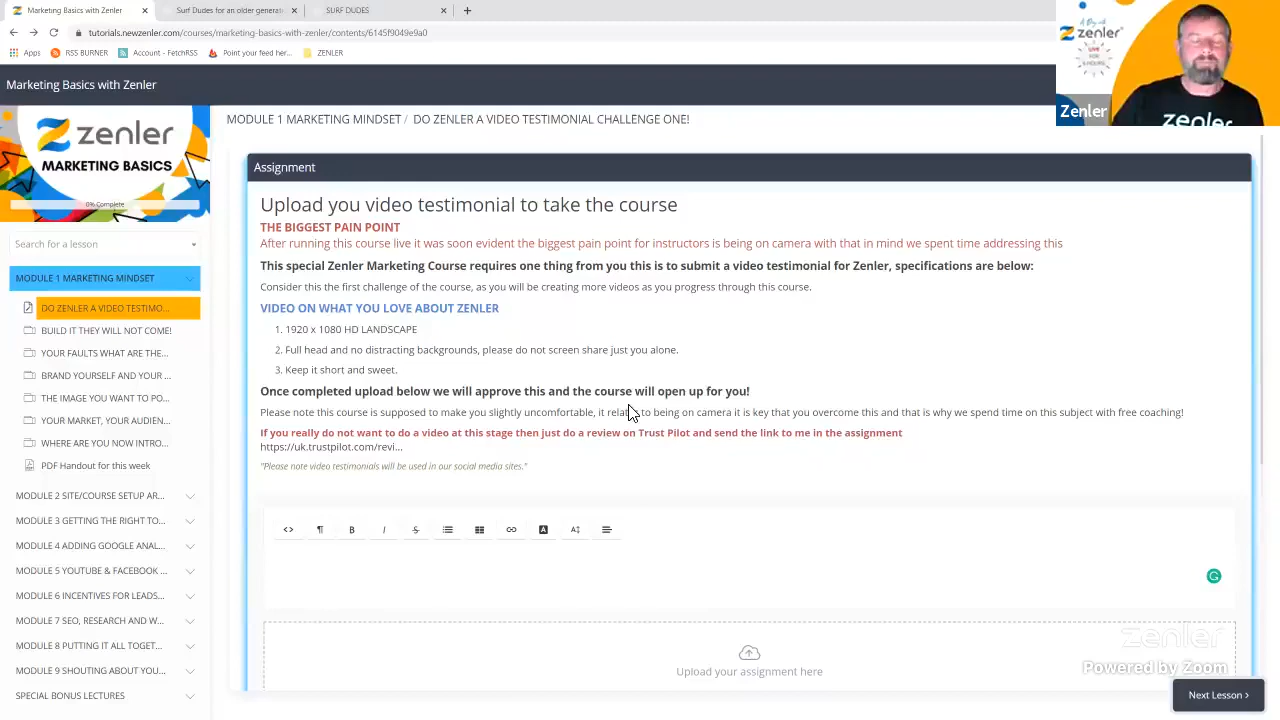 Marketing Basics with Zenler
Surf Dudes for an older generat
SURF DUDES
tutorials.newzenler.com/courses/marketing-basics-with-zenler/contents/6145f9049e9a0
Apps
RSS BURNER
Account - FetchRSS
Point your feed her...
ZENLER
Marketing Basics with Zenler
zenler
LIVE
FOR
HOURS
zenler
Zenler
zenler
MARKETING BASICS
0% Complete
Search for a lesson
MODULE 1 MARKETING MINDSET
DO ZENLER A VIDEO TESTIMO...
BUILD IT THEY WILL NOT COME!
YOUR FAULTS WHAT ARE THE...
BRAND YOURSELF AND YOUR ...
THE IMAGE YOU WANT TO PO...
YOUR MARKET, YOUR AUDIEN...
WHERE ARE YOU NOW INTRO...
PDF Handout for this week
MODULE 2 SITE/COURSE SETUP AR...
MODULE 3 GETTING THE RIGHT TO...
MODULE 4 ADDING GOOGLE ANAL...
MODULE 5 YOUTUBE & FACEBOOK ...
MODULE 6 INCENTIVES FOR LEADS...
MODULE 7 SEO, RESEARCH AND W...
MODULE 8 PUTTING IT ALL TOGET...
MODULE 9 SHOUTING ABOUT YOU...
SPECIAL BONUS LECTURES
MODULE 1 MARKETING MINDSET / DO ZENLER A VIDEO TESTIMONIAL CHALLENGE ONE!
Assignment
Upload you video testimonial to take the course
THE BIGGEST PAIN POINT
After running this course live it was soon evident the biggest pain point for instructors is being on camera with that in mind we spent time addressing this
This special Zenler Marketing Course requires one thing from you this is to submit a video testimonial for Zenler, specifications are below:
Consider this the first challenge of the course, as you will be creating more videos as you progress through this course.
VIDEO ON WHAT YOU LOVE ABOUT ZENLER
1. 1920 x 1080 HD LANDSCAPE
2. Full head and no distracting backgrounds, please do not screen share just you alone.
3. Keep it short and sweet.
Once completed upload below we will approve this and the course will open up for you!
Please note this course is supposed to make you slightly uncomfortable, it relat to being on camera it is key that you overcome this and that is why we spend time on this subject with free coaching!
If you really do not want to do a video at this stage then just do a review on Trust Pilot and send the link to me in the assignment
https://uk.trustpilot.com/revi...
"Please note video testimonials will be used in our social media sites."
Upload your assignment here
zenler
Powered by Zoom
Next Lesson >